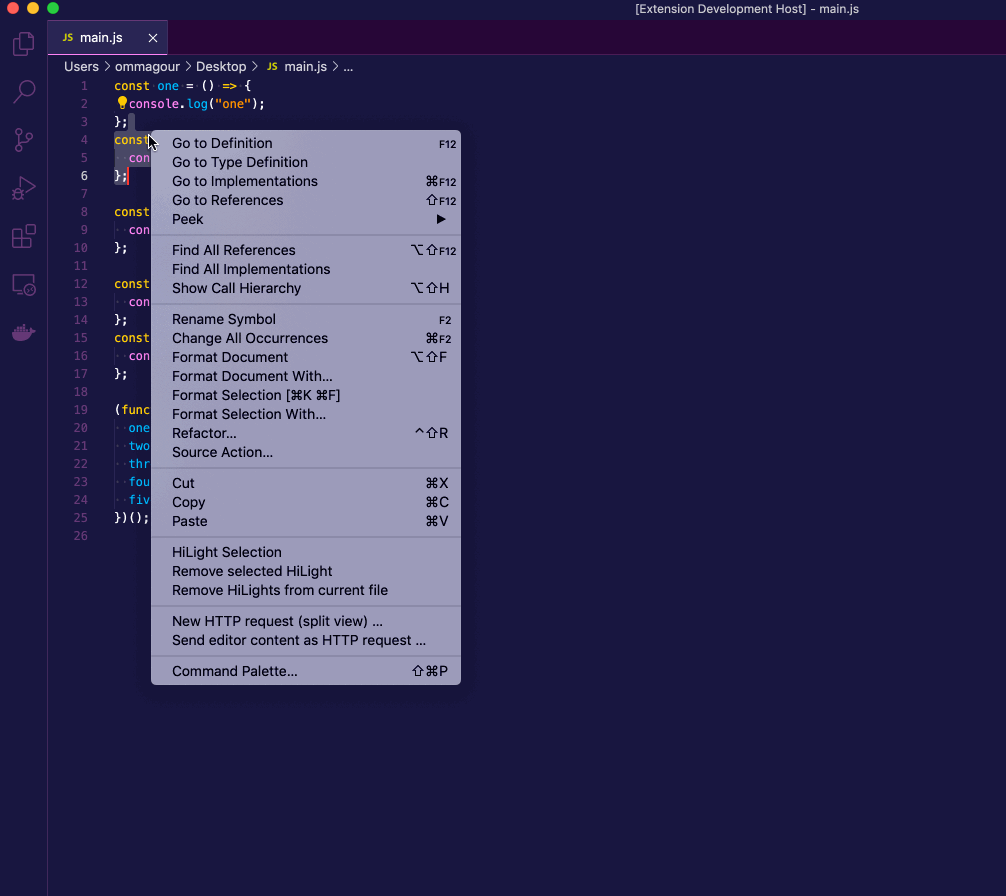 [Extension Development Host] - main.js
JS main.js ×
Users > ommagour > Desktop > JS main.js > ...
1 const one = () => {
2 console.log("one");
3 };
4 const
5 con
6 };
7
8 const
9 con
10 };
11
12 const
13 con
14 };
15 const
16 con
17 };
18
19 (func
20 one
21 two
22 thr
23 fou
24 fiv
25 })();
26
Go to Definition F12
Go to Type Definition
Go to Implementations ⌘F12
Go to References ⇧F12
Peek ▶
Find All References ⌥⇧F12
Find All Implementations
Show Call Hierarchy ⌥⇧H
Rename Symbol F2
Change All Occurrences ⌘F2
Format Document ⌥⇧F
Format Document With...
Format Selection [⌘K ⌘F]
Format Selection With...
Refactor... ^⇧R
Source Action...
Cut ⌘X
Copy ⌘C
Paste ⌘V
HiLight Selection
Remove selected HiLight
Remove HiLights from current file
New HTTP request (split view) ...
Send editor content as HTTP request ...
Command Palette... ⇧⌘P